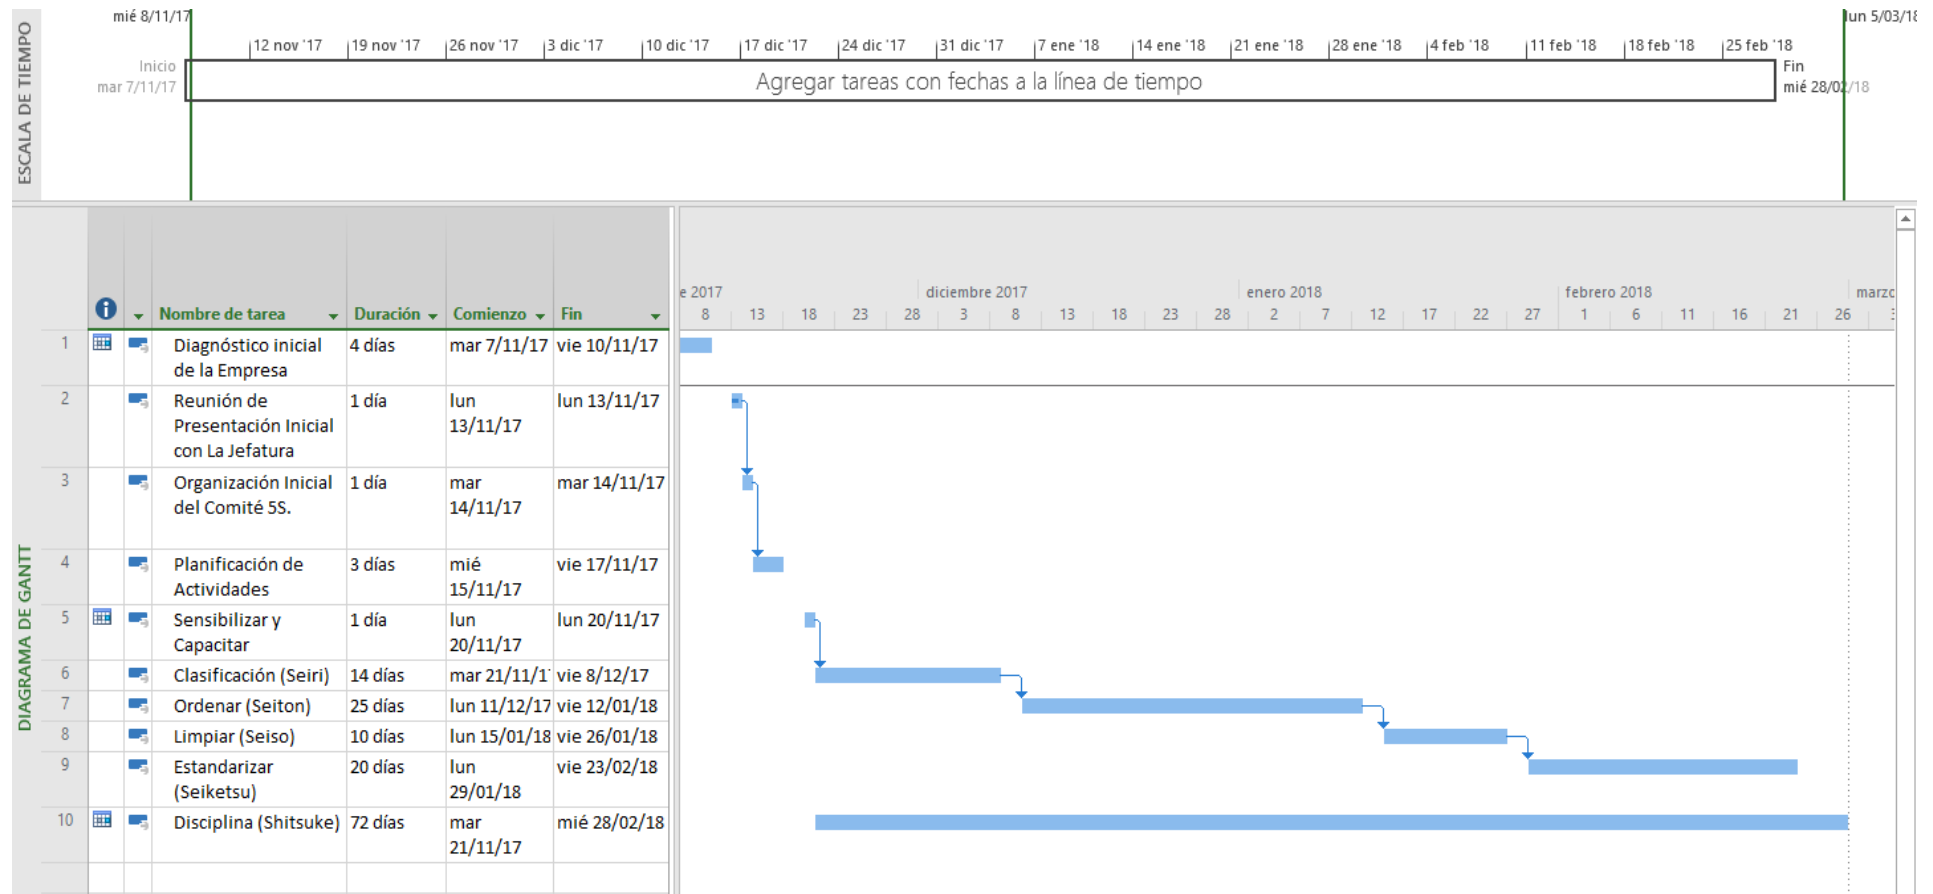 ESCALA DE TIEMPO
mié 8/11/17
lun 5/03/18
12 nov '17 19 nov '17 26 nov '17 3 dic '17 10 dic '17 17 dic '17 24 dic '17 31 dic '17 7 ene '18 14 ene '18 21 ene '18 28 ene '18 4 feb '18 11 feb '18 18 feb '18 25 feb '18
Inicio
mar 7/11/17
Agregar tareas con fechas a la línea de tiempo
Fin
mié 28/02/18
DIAGRAMA DE GANTT
Nombre de tarea Duración Comienzo Fin
e 2017 diciembre 2017 enero 2018 febrero 2018 marzo
8 13 18 23 28 3 8 13 18 23 28 2 7 12 17 22 27 1 6 11 16 21 26
1 Diagnóstico inicial 4 días mar 7/11/17 vie 10/11/17
de la Empresa
2 Reunión de 1 día lun lun 13/11/17
Presentación Inicial 13/11/17
con La Jefatura
3 Organización Inicial 1 día mar mar 14/11/17
del Comité 5S. 14/11/17
4 Planificación de 3 días mié vie 17/11/17
Actividades 15/11/17
5 Sensibilizar y 1 día lun lun 20/11/17
Capacitar 20/11/17
6 Clasificación (Seiri) 14 días mar 21/11/1 vie 8/12/17
7 Ordenar (Seiton) 25 días lun 11/12/17 vie 12/01/18
8 Limpiar (Seiso) 10 días lun 15/01/18 vie 26/01/18
9 Estandarizar 20 días lun vie 23/02/18
(Seiketsu) 29/01/18
10 Disciplina (Shitsuke) 72 días mar mié 28/02/18
21/11/17